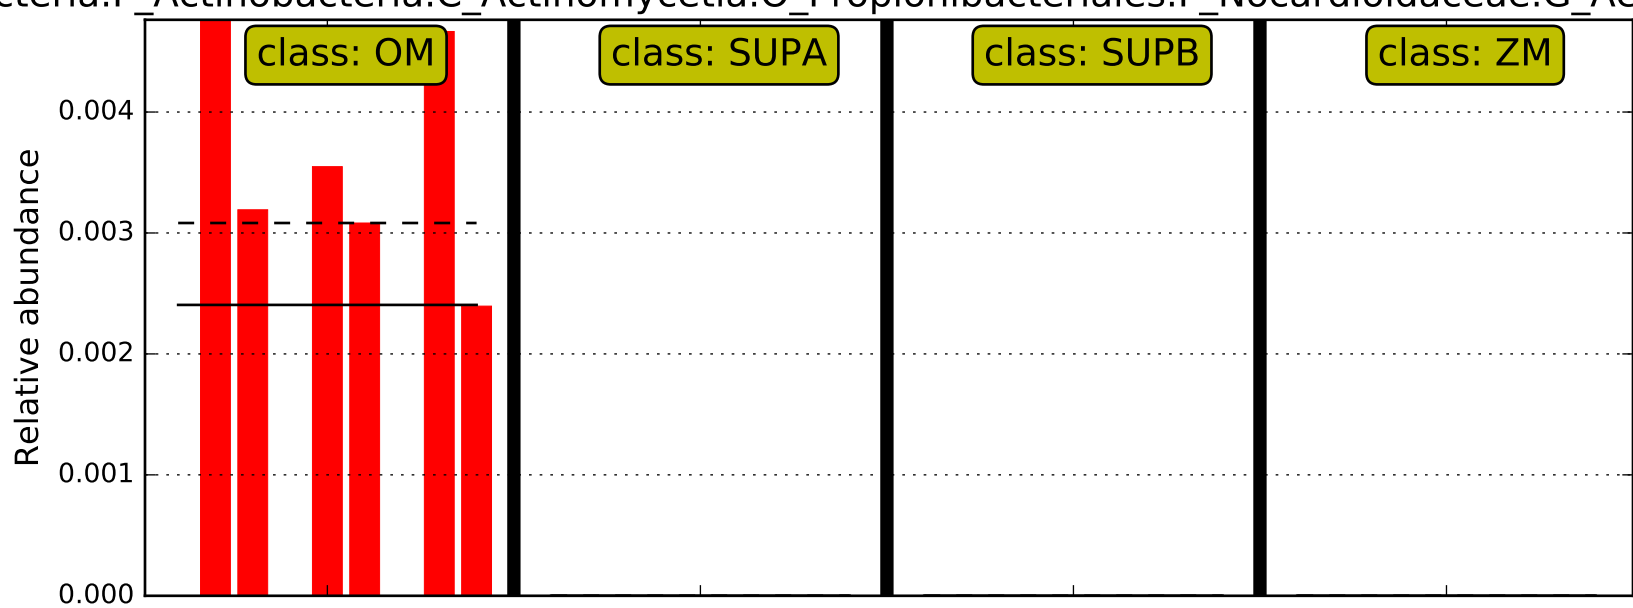 class: OM
class: SUPA
class: SUPB
class: ZM
0.004
0.003
0.002
0.001
0.000
Relative abundance